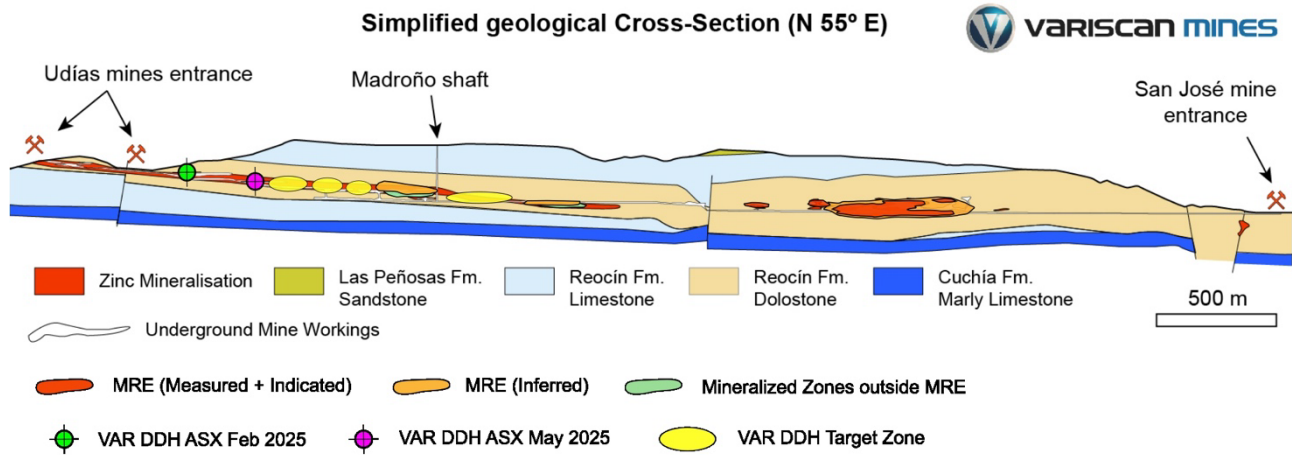 Simplified geological Cross-Section (N 55º E)
VARISCAN MINES
Udías mines entrance
Madroño shaft
San José mine
entrance
Zinc Mineralisation
Las Peñosas Fm.
Sandstone
Reocín Fm.
Limestone
Reocín Fm.
Dolostone
Cuchía Fm.
Marly Limestone
500 m
Underground Mine Workings
MRE (Measured + Indicated)
MRE (Inferred)
Mineralized Zones outside MRE
VAR DDH ASX Feb 2025
VAR DDH ASX May 2025
VAR DDH Target Zone